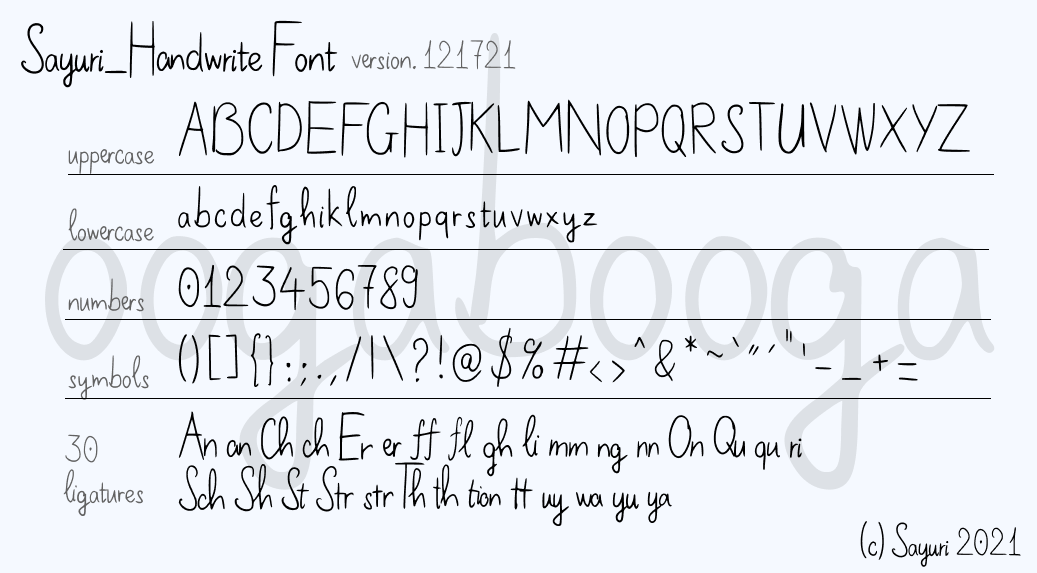 Sayuri_Handwrite Font version. 121721
uppercase ABCDEFGHIJKLMNOPQRSTUVWXYZ
lowercase abcdefghiklmnopqrstuvwxyz
oogabooga
numbers 0123456789
symbols ()[]{}:;.,/|\?!@$%#<>^&*~`"´"'-_+=
30 ligatures
An an Ch ch Er er ff fl gh li mm ng nn On Qu qu ri
Sch Sh St Str str Th th tion tt uy wa yu ya
(c) Sayuri 2021